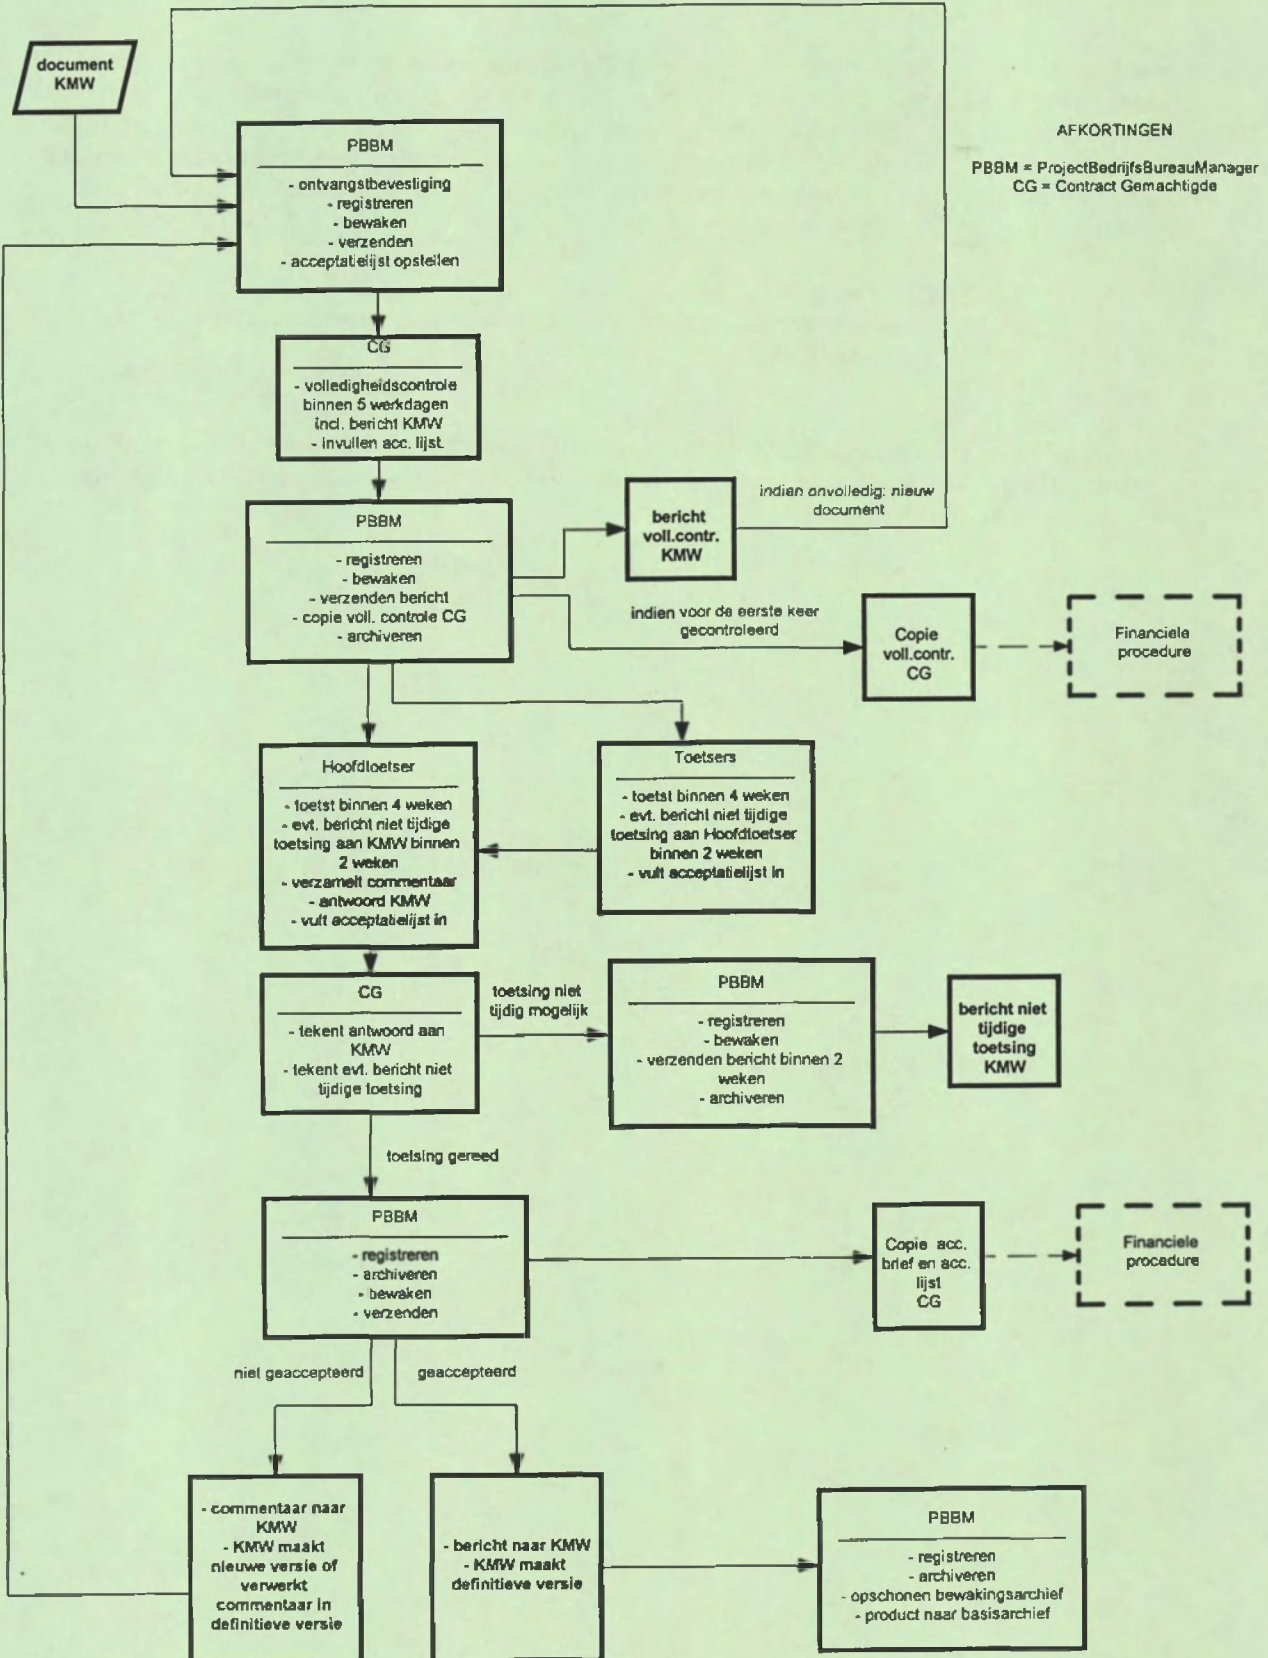 document
KMW
AFKORTINGEN
PBBM = ProjectBedrijfsBureauManager
CG = Contract Gemachtigde
PBBM
- ontvangstbevestiging
- registreren
- bewaken
- verzenden
- acceptatielijst opstellen
CG
- volledigheidscontrole
binnen 5 werkdagen
incl. bericht KMW
- invullen acc. lijst.
PBBM
- registreren
- bewaken
- verzenden bericht
- copie voll. controle CG
- archiveren
bericht
voll.contr.
KMW
indien onvolledig: nieuw
document
indien voor de eerste keer
gecontroleerd
Copie
voll.contr.
CG
Financiele
procedure
Hoofdtoetser
- toetst binnen 4 weken
- evt. bericht niet tijdige
toetsing aan KMW binnen
2 weken
- verzamelt commentaar
- antwoord KMW
- vult acceptatielijst in
Toetsers
- toetst binnen 4 weken
- evt. bericht niet tijdige
toetsing aan Hoofdtoetser
binnen 2 weken
- vult acceptatielijst in
CG
- tekent antwoord aan
KMW
- tekent evt. bericht niet
tijdige toetsing
toetsing niet
tijdig mogelijk
PBBM
- registreren
- bewaken
- verzenden bericht binnen 2
weken
- archiveren
bericht niet
tijdige
toetsing
KMW
toetsing gereed
PBBM
- registreren
- archiveren
- bewaken
- verzenden
Copie acc.
brief en acc.
lijst
CG
Financiele
procedure
niet geaccepteerd
geaccepteerd
- commentaar naar
KMW
- KMW maakt
nieuwe versie of
verwerkt
commentaar in
definitieve versie
- bericht naar KMW
- KMW maakt
definitieve versie
PBBM
- registreren
- archiveren
- opschonen bewakingsarchief
- product naar basisarchief